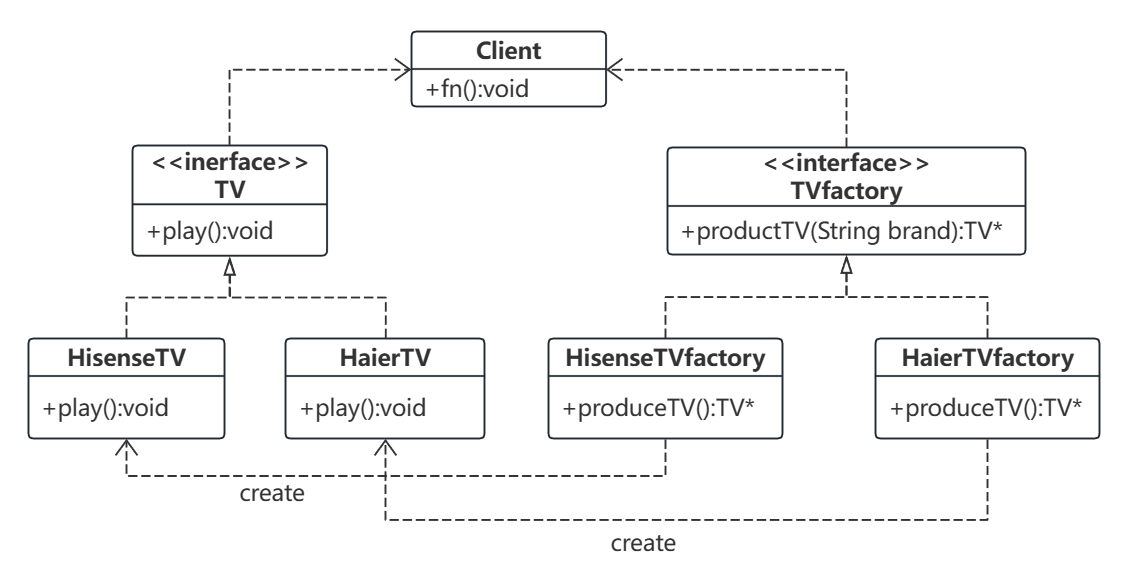 Client
+fn():void
<<inerface>>
TV
+play():void
<<interface>>
TVfactory
+productTV(String brand):TV*
HisenseTV
+play():void
HaierTV
+play():void
HisenseTVfactory
+produceTV():TV*
HaierTVfactory
+produceTV():TV*
create
create